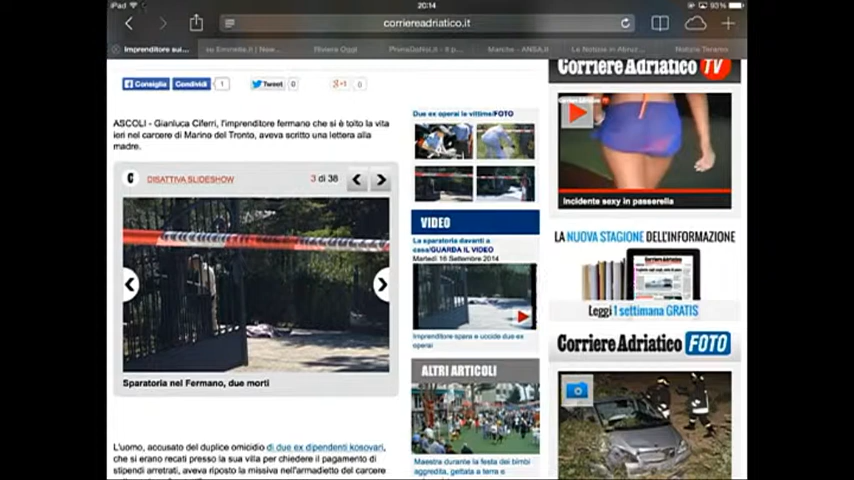 iPad
20:14
93%
corriereadriatico.it
Imprenditore sui...
Riviera Oggi
PrimaDaNoi.it - Il p...
Marche - ANSA.it
Le Notizie in Abruz...
Notizie Teramo
Consiglia
Condividi
1
Tweet
0
+1
0
ASCOLI - Gianluca Ciferri, l'imprenditore fermano che si è tolto la vita
ieri nel carcere di Marino del Tronto, aveva scritto una lettera alla
madre.
DISATTIVA SLIDESHOW
3 di 38
Sparatoria nel Fermano, due morti
L'uomo, accusato del duplice omicidio di due ex dipendenti kosovari,
che si erano recati presso la sua villa per chiedere il pagamento di
stipendi arretrati, aveva riposto la missiva nell'armadietto del carcere
Due ex operai le vittime/FOTO
VIDEO
La sparatoria davanti a
casa/GUARDA IL VIDEO
Martedì 16 Settembre 2014
Imprenditore spara e uccide due ex
operai
ALTRI ARTICOLI
Maestra durante la festa dei bimbi
aggredita, gettata a terra e
Corriere Adriatico TV
Corriere Adriatico TV
Incidente sexy in passerella
LA NUOVA STAGIONE DELL'INFORMAZIONE
Leggi 1 settimana GRATIS
Corriere Adriatico FOTO